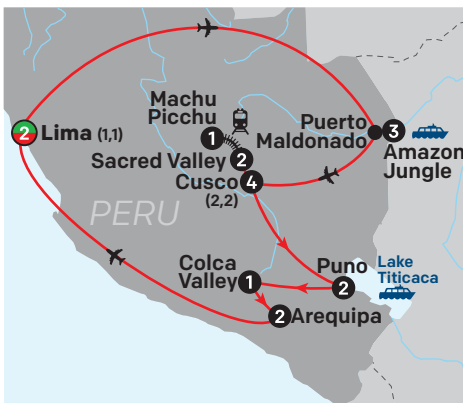 2 Lima (1,1)
Machu
Picchu
1
Sacred Valley 2
Cusco 4
(2,2)
Puerto
Maldonado
3
Amazon
Jungle
PERU
Colca
Valley 1
Puno
2
Lake
Titicaca
2 Arequipa